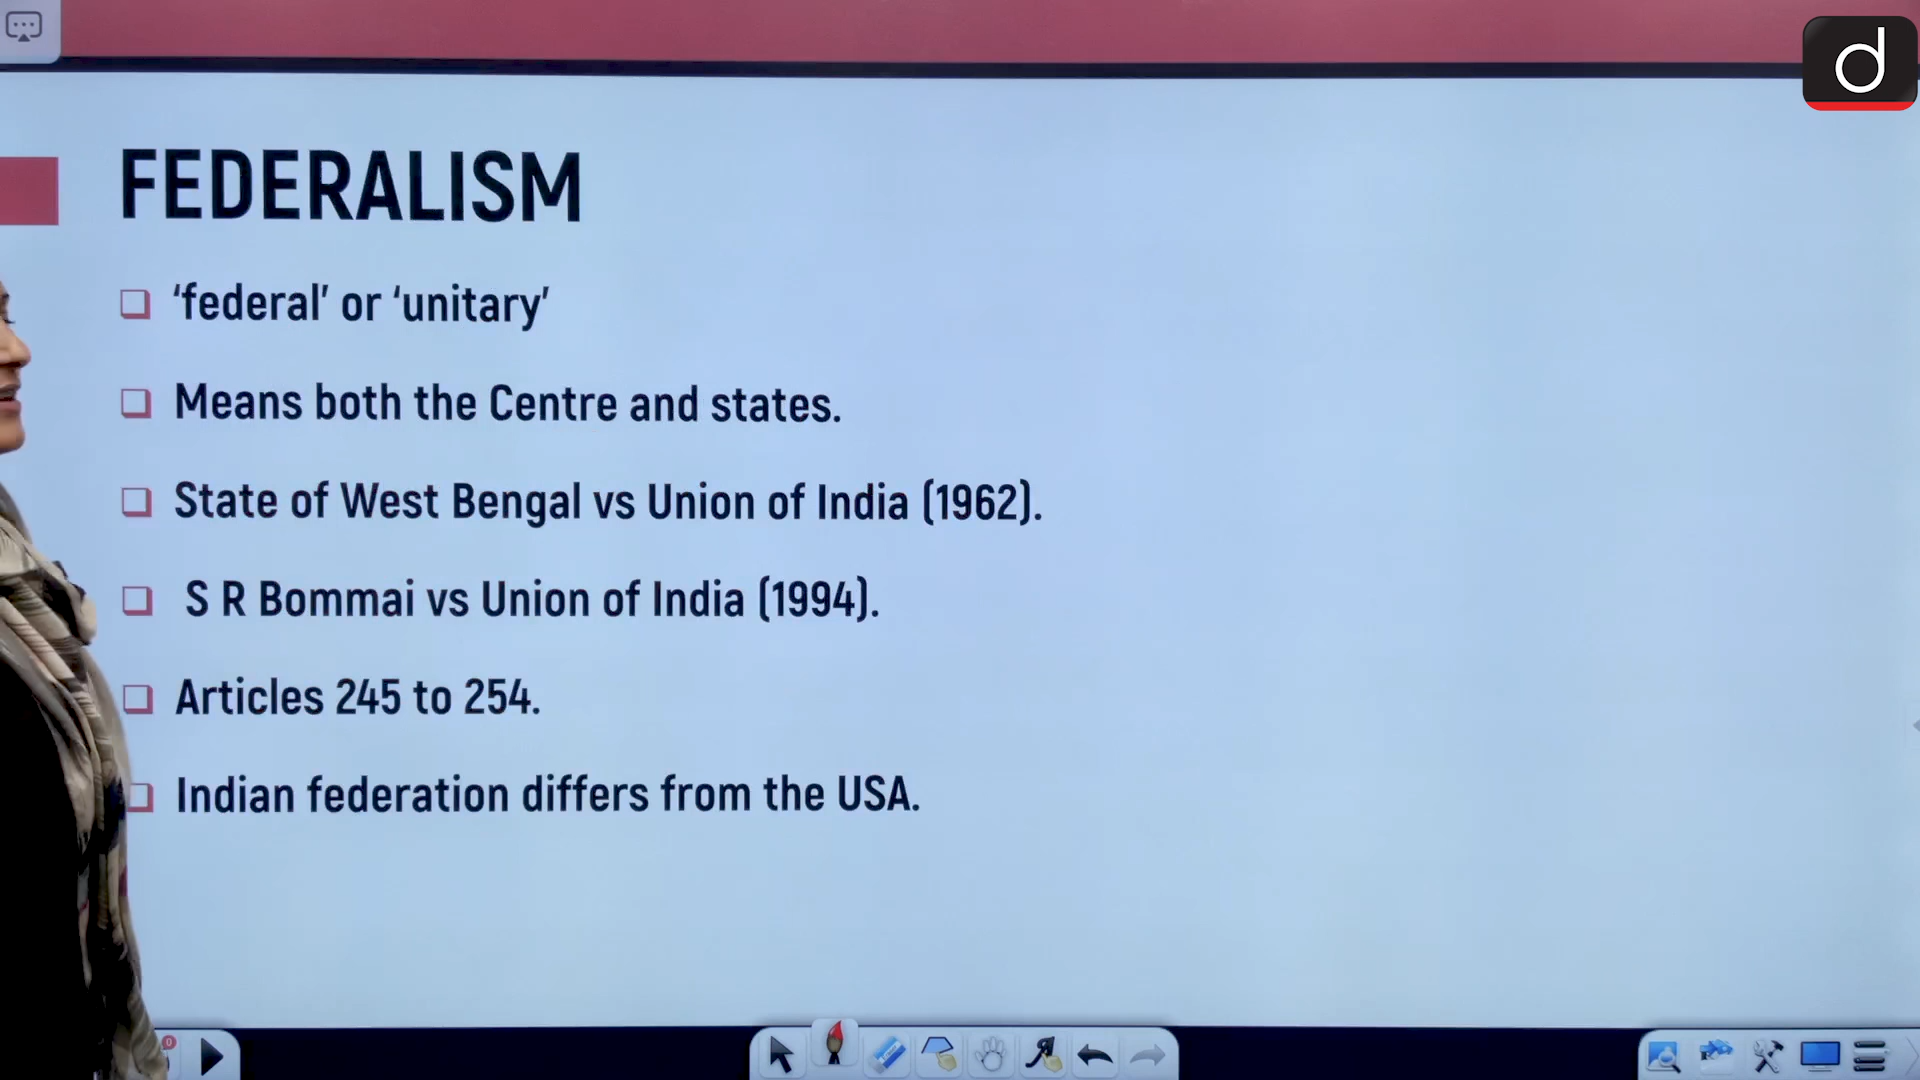 d
FEDERALISM
‘federal’ or ‘unitary’
Means both the Centre and states.
State of West Bengal vs Union of India (1962).
S R Bommai vs Union of India (1994).
Articles 245 to 254.
Indian federation differs from the USA.
0